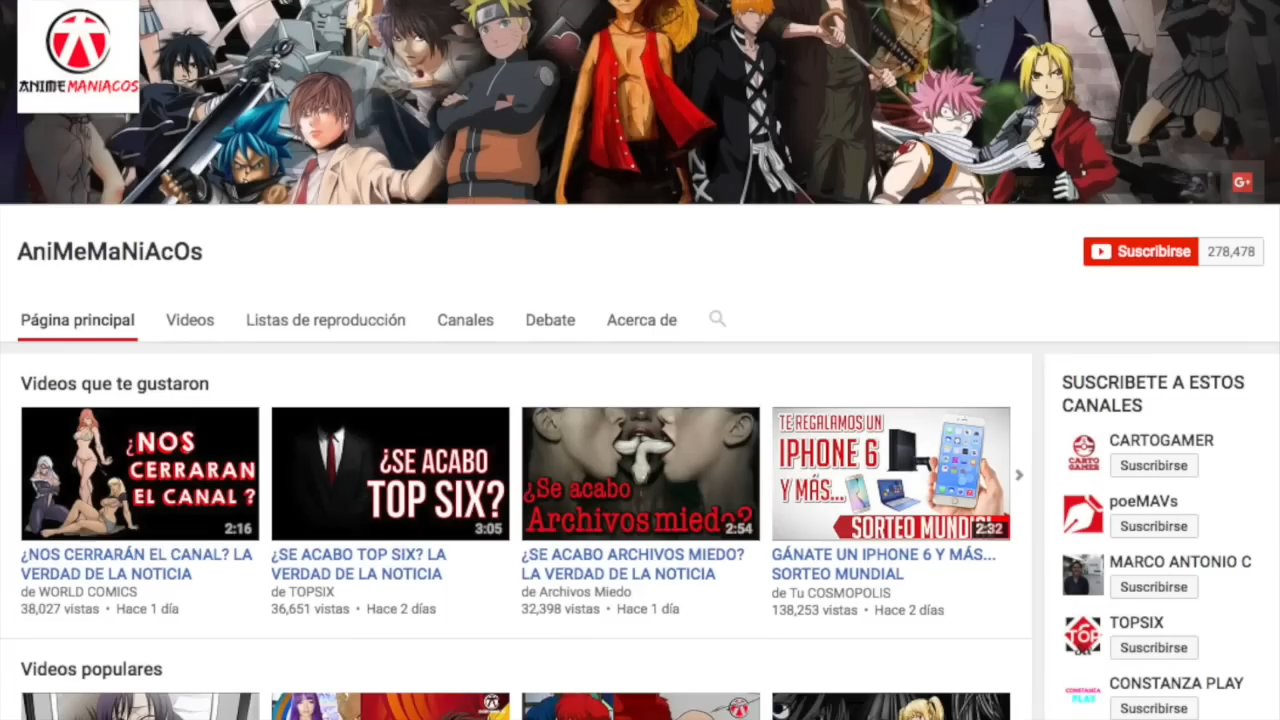 ANIME MANIACOS
G+
AniMeMaNiAcOs
Suscribirse 278,478
Página principal Videos Listas de reproducción Canales Debate Acerca de
Videos que te gustaron
¿NOS
CERRARAN
EL CANAL ?
2:16
¿NOS CERRARÁN EL CANAL? LA
VERDAD DE LA NOTICIA
de WORLD COMICS
38,027 vistas • Hace 1 día
¿SE ACABO
TOP SIX?
3:05
¿SE ACABO TOP SIX? LA
VERDAD DE LA NOTICIA
de TOPSIX
36,651 vistas • Hace 2 días
¿Se acabo
Archivos miedo?
2:54
¿SE ACABO ARCHIVOS MIEDO?
LA VERDAD DE LA NOTICIA
de Archivos Miedo
32,398 vistas • Hace 1 día
TE REGALAMOS UN
IPHONE 6
Y MÁS...
SORTEO MUNDIAL
2:32
GÁNATE UN IPHONE 6 Y MÁS...
SORTEO MUNDIAL
de Tu COSMOPOLIS
138,253 vistas • Hace 2 días
Videos populares
SUSCRIBETE A ESTOS
CANALES
CARTO
GAMER
CARTOGAMER
Suscribirse
poeMAVs
Suscribirse
MARCO ANTONIO C
Suscribirse
TOP
TOPSIX
Suscribirse
CONSTANZA
PLAY
CONSTANZA PLAY
Suscribirse